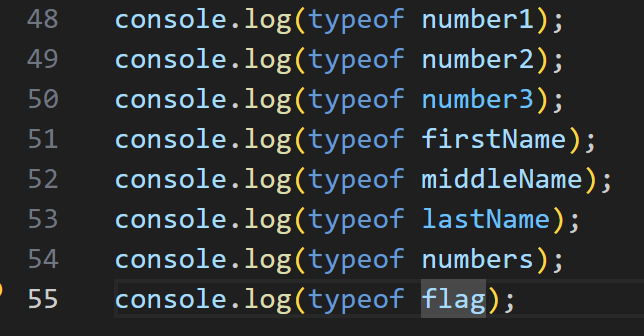 48 console.log(typeof number1);
49 console.log(typeof number2);
50 console.log(typeof number3);
51 console.log(typeof firstName);
52 console.log(typeof middleName);
53 console.log(typeof lastName);
54 console.log(typeof numbers);
55 console.log(typeof flag);